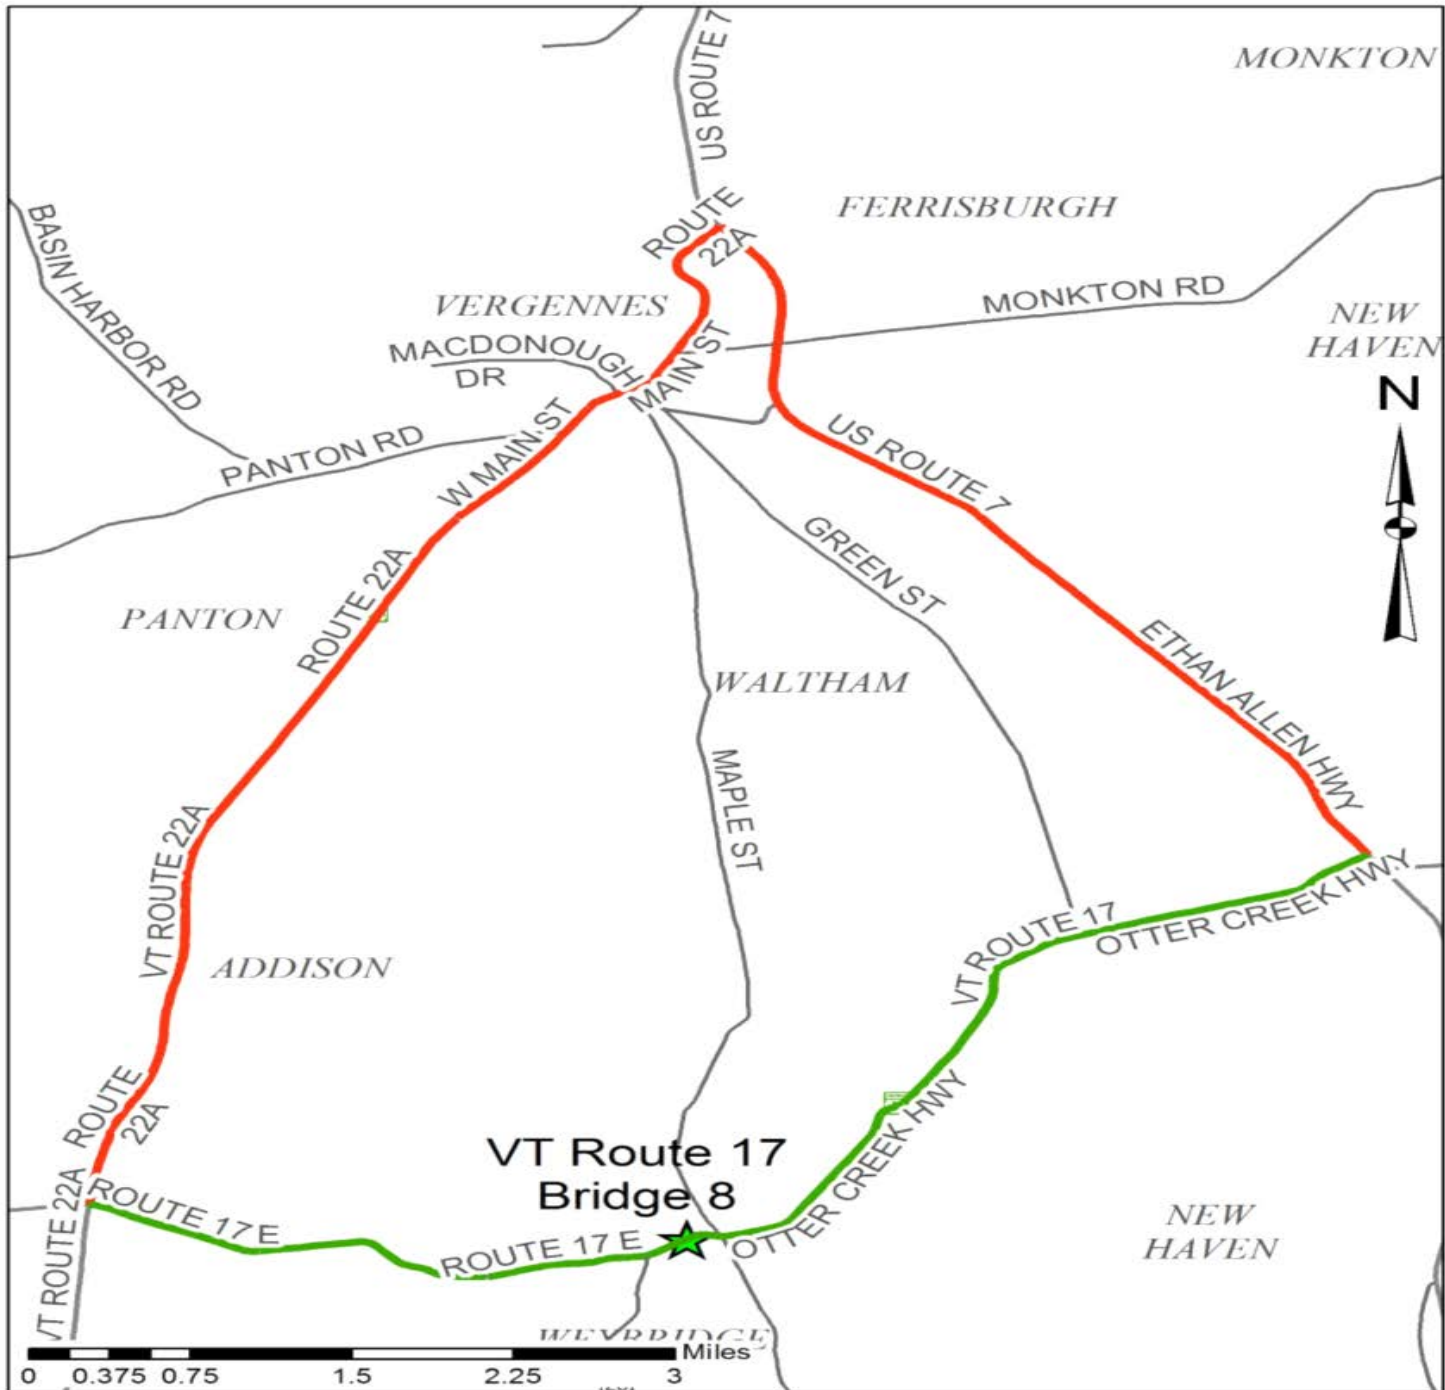 US ROUTE 7
MONKTON
ROUTE
22A
FERRISBURGH
BASIN HARBOR RD
VERGENNES
MONKTON RD
NEW
HAVEN
MACDONOUGH
DR
MAIN ST
N
W MAIN ST
PANTON RD
US ROUTE 7
GREEN ST
ROUTE 22A
PANTON
ETHAN ALLEN HWY
WALTHAM
MAPLE ST
VT ROUTE 22A
OTTER CREEK HWY
VT ROUTE 17
ADDISON
ROUTE
22A
OTTER CREEK HWY
VT Route 17
Bridge 8
VT ROUTE 22A
ROUTE 17 E
ROUTE 17 E
NEW
HAVEN
WEYBRIDGE
Miles
0 0.375 0.75 1.5 2.25 3